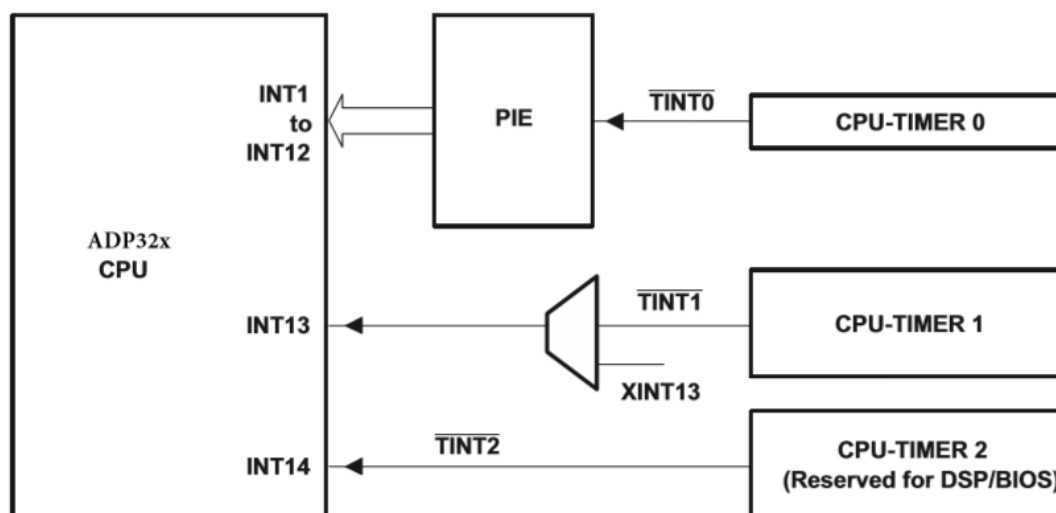 INT1
to
INT12
PIE
TINT0
CPU-TIMER 0
ADP32x
CPU
INT13
TINT1
CPU-TIMER 1
XINT13
INT14
TINT2
CPU-TIMER 2
(Reserved for DSP/BIOS)